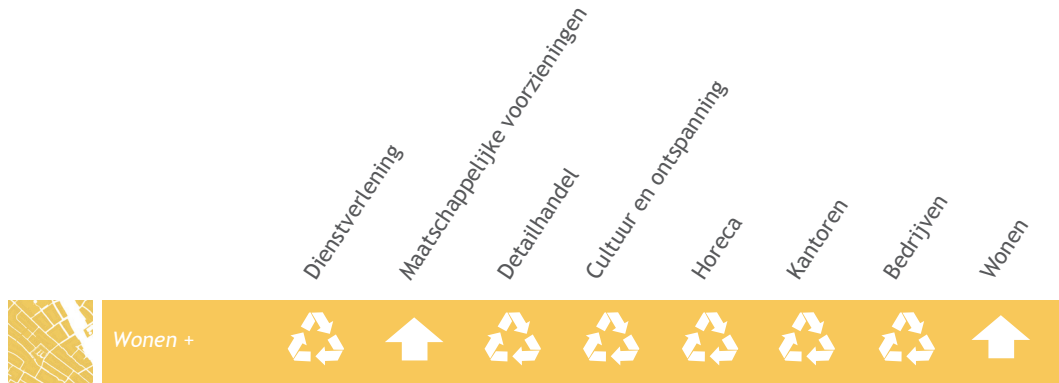 Dienstverlening
Maatschappelijke voorzieningen
Detailhandel
Cultuur en ontspanning
Horeca
Kantoren
Bedrijven
Wonen
Wonen +